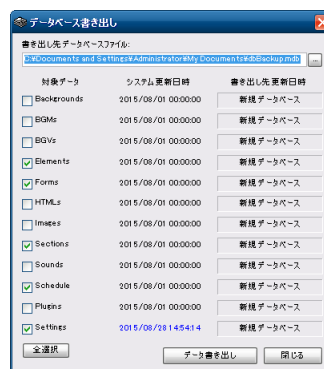 データベース書き出し
書き出し先データベースファイル:
C:¥Documents and Settings¥Administrator¥My Documents¥dbBackup.mdb ...
対象データ システム更新日時 書き出し先更新日時
Backgrounds 2015/08/01 00:00:00 新規データベース
BGMs 2015/08/01 00:00:00 新規データベース
BGVs 2015/08/01 00:00:00 新規データベース
Elements 2015/08/01 00:00:00 新規データベース
Forms 2015/08/01 00:00:00 新規データベース
HTMLs 2015/08/01 00:00:00 新規データベース
Images 2015/08/01 00:00:00 新規データベース
Sections 2015/08/01 00:00:00 新規データベース
Sounds 2015/08/01 00:00:00 新規データベース
Schedule 2015/08/01 00:00:00 新規データベース
Plugins 2015/08/01 00:00:00 新規データベース
Settings 2015/08/28 14:54:14 新規データベース
全選択 データ書き出し 閉じる